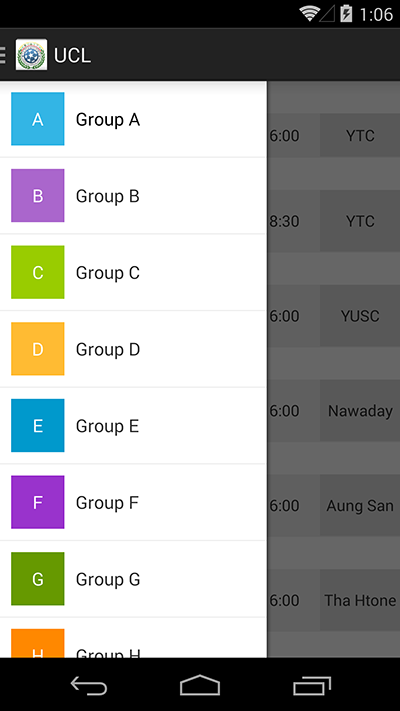 1:06
UCL
A Group A
B Group B
C Group C
D Group D
E Group E
F Group F
G Group G
H Group H
6:00 YTC
8:30 YTC
6:00 YUSC
6:00 Nawaday
6:00 Aung San
6:00 Tha Htone